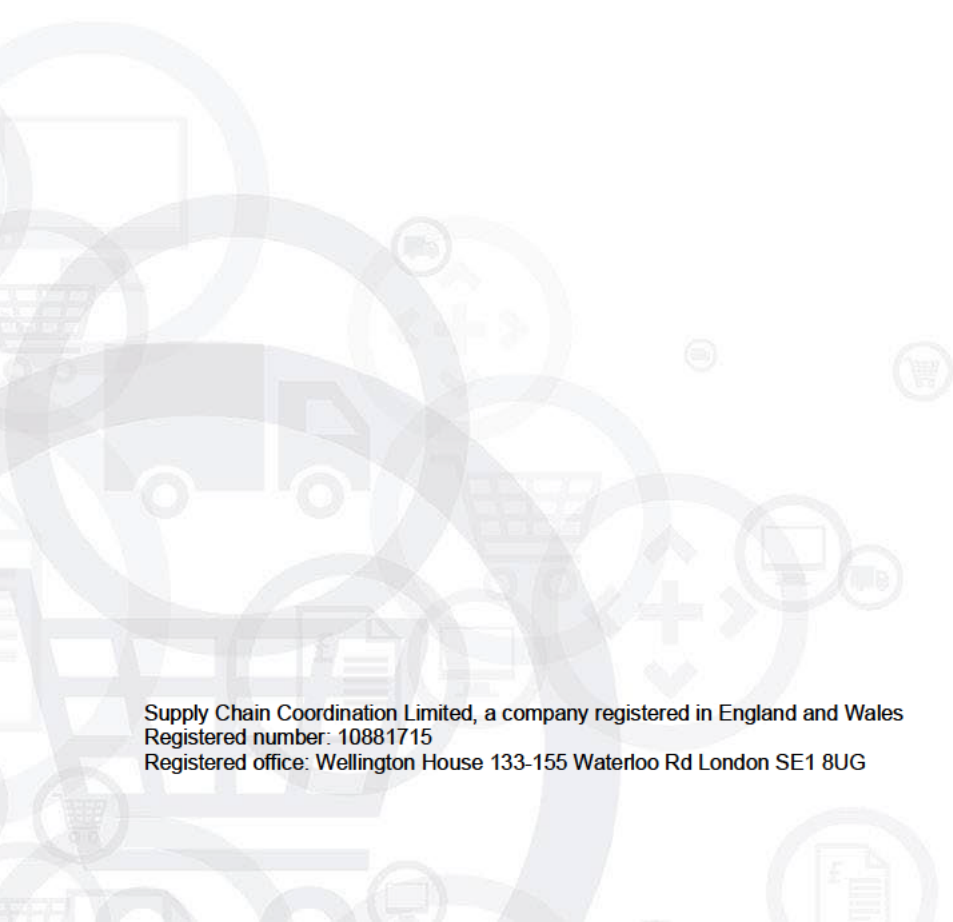 Supply Chain Coordination Limited, a company registered in England and Wales
Registered number: 10881715
Registered office: Wellington House 133-155 Waterloo Rd London SE1 8UG